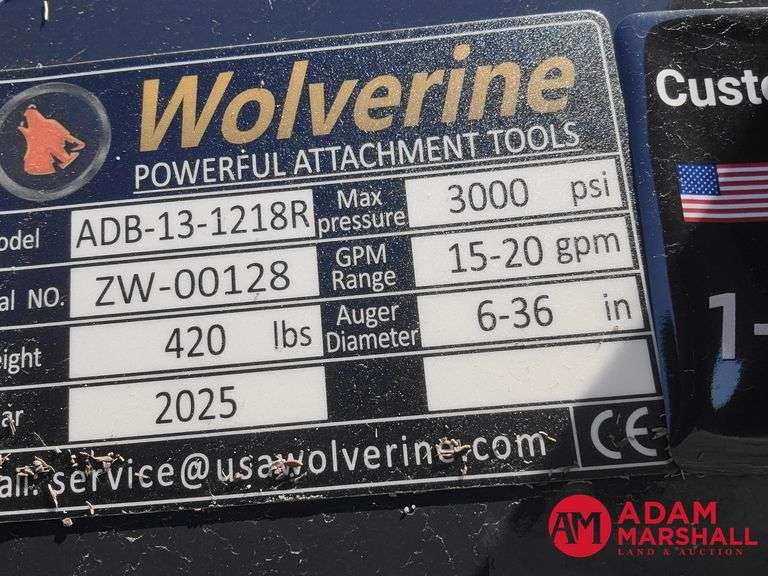 Wolverine
POWERFUL ATTACHMENT TOOLS
odel ADB-13-1218R Max pressure 3000 psi
al NO. ZW-00128 GPM Range 15-20 gpm
eight 420 lbs Auger Diameter 6-36 in
ar 2025
ail: service@usawolverine.com CE
Custo
1-
AM ADAM MARSHALL
LAND & AUCTION